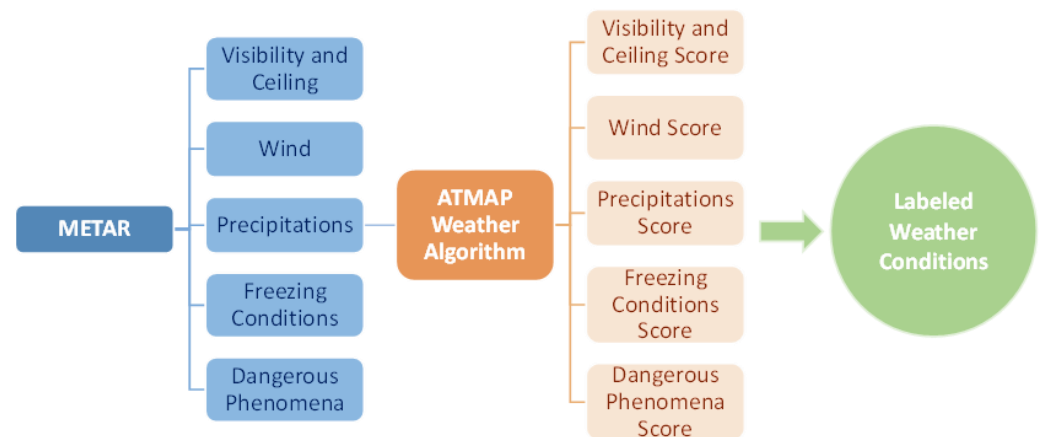 METAR
Visibility and
Ceiling
Wind
Precipitations
Freezing
Conditions
Dangerous
Phenomena
ATMAP
Weather
Algorithm
Visibility and
Ceiling Score
Wind Score
Precipitations
Score
Freezing
Conditions
Score
Dangerous
Phenomena
Score
Labeled
Weather
Conditions